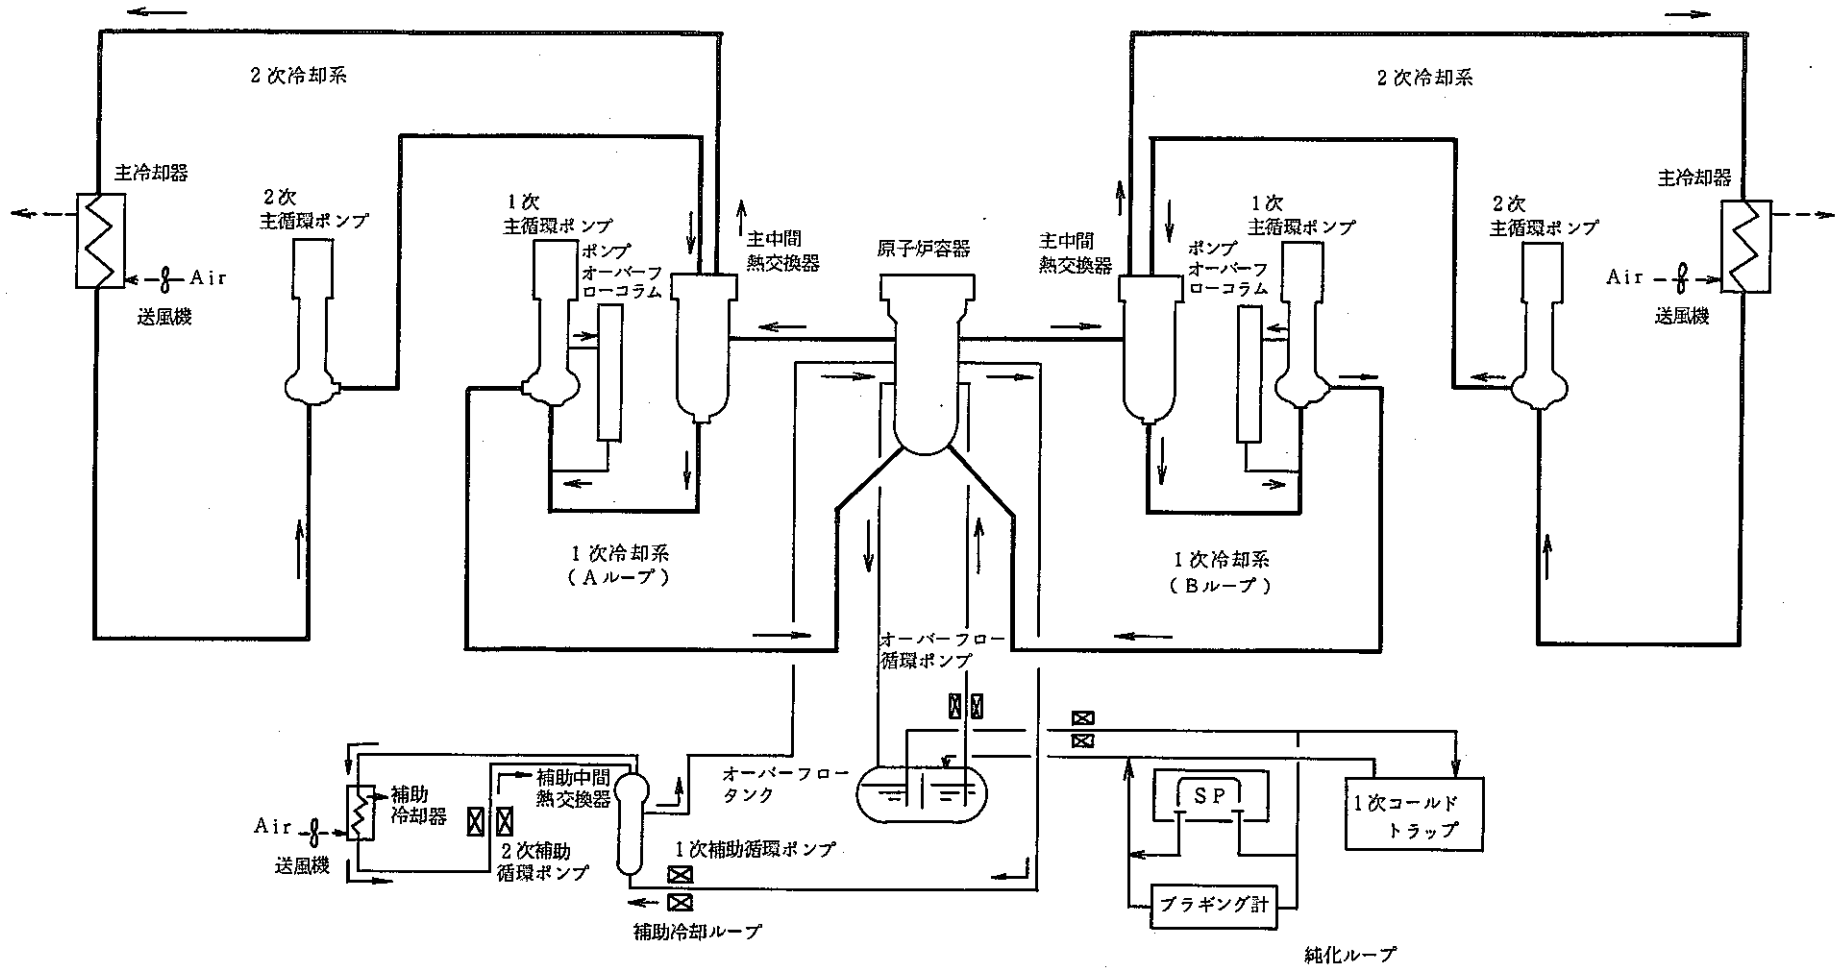 2次冷却系
2次冷却系
主冷却器
2次
主循環ポンプ
1次
主循環ポンプ
ポンプ
オーバーフ
ローコラム
主中間
熱交換器
原子炉容器
主中間
熱交換器
ポンプ
オーバーフ
ローコラム
1次
主循環ポンプ
2次
主循環ポンプ
主冷却器
Air
送風機
Air
送風機
1次冷却系
(Aループ)
1次冷却系
(Bループ)
オーバーフロー
循環ポンプ
補助
冷却器
Air
送風機
補助中間
熱交換器
2次補助
循環ポンプ
オーバーフロー
タンク
1次補助循環ポンプ
補助冷却ループ
SP
1次コールド
トラップ
プラギング計
純化ループ